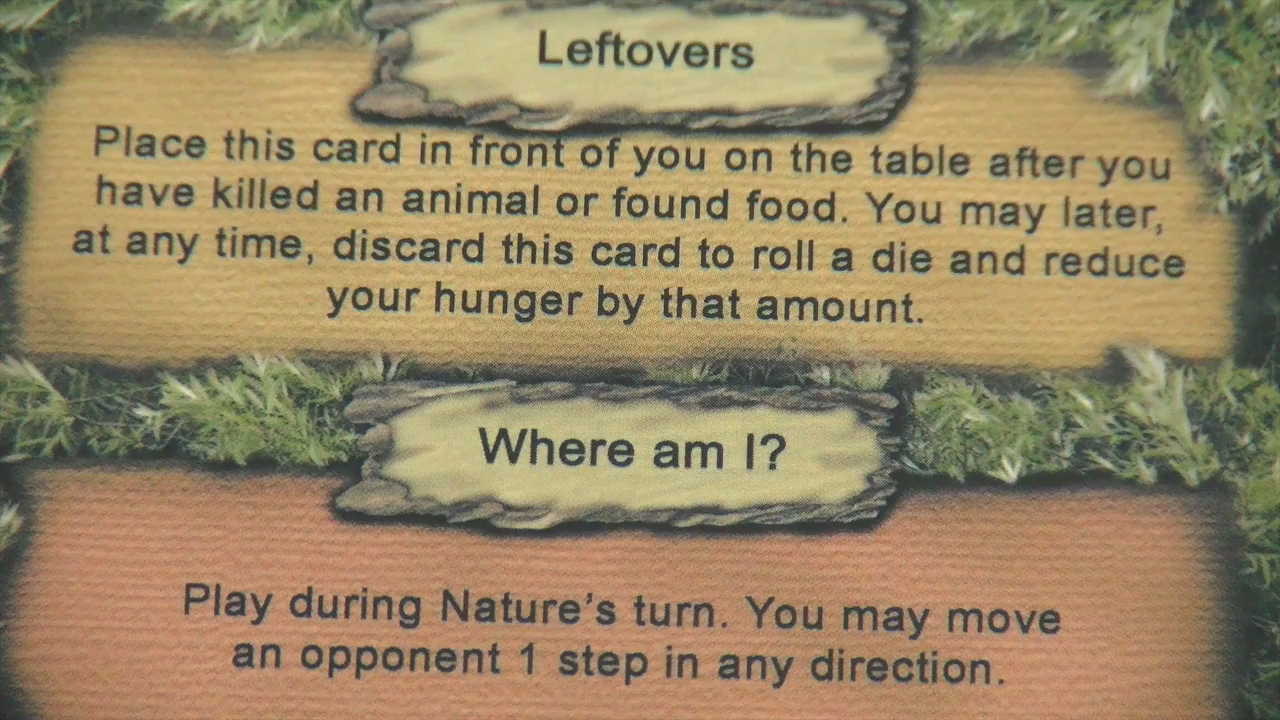 Leftovers
Place this card in front of you on the table after you
have killed an animal or found food. You may later,
at any time, discard this card to roll a die and reduce
your hunger by that amount.
Where am I?
Play during Nature's turn. You may move
an opponent 1 step in any direction.